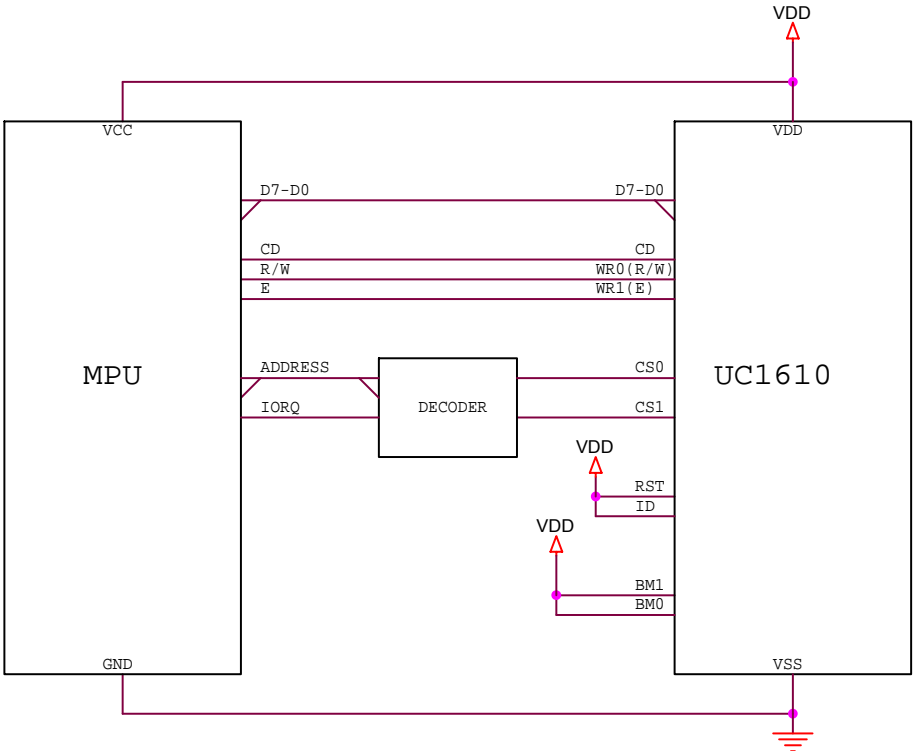 VDD
VCC VDD
D7-D0 D7-D0
CD CD
R/W WR0(R/W)
E WR1(E)
MPU UC1610
ADDRESS CS0
IORQ DECODER CS1
VDD
RST
ID
VDD
BM1
BM0
GND VSS